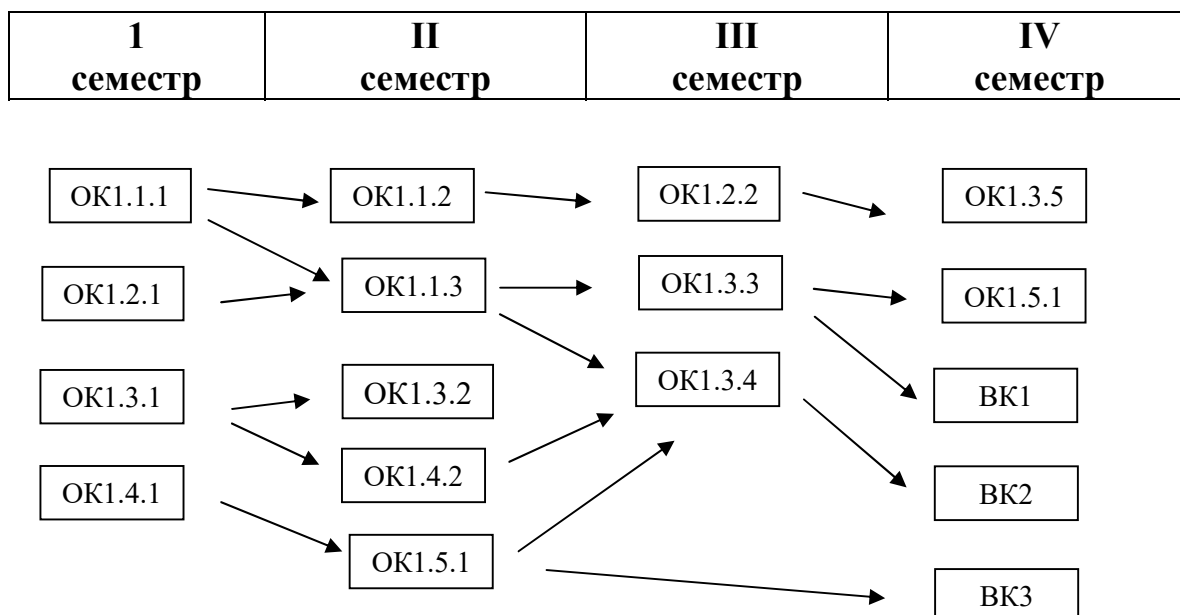 1
семестр
II
семестр
III
семестр
IV
семестр
ОК1.1.1
ОК1.1.2
ОК1.2.2
ОК1.3.5
ОК1.2.1
ОК1.1.3
ОК1.3.3
ОК1.5.1
ОК1.3.1
ОК1.3.2
ОК1.3.4
ВК1
ОК1.4.1
ОК1.4.2
ВК2
ОК1.5.1
ВК3